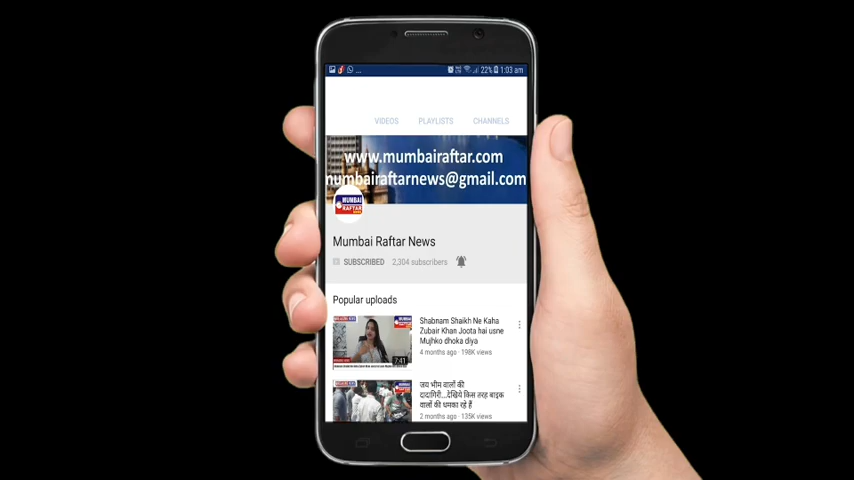 22% 1:03 am
VIDEOS PLAYLISTS CHANNELS
www.mumbairaftar.com
mumbairaftarnews@gmail.com
MUMBAI
RAFTAR
Mumbai Raftar News
SUBSCRIBED 2,304 subscribers
Popular uploads
Shabnam Shaikh Ne Kaha
Zubair Khan Joota hai usne
Mujhko dhoka diya
4 months ago · 198K views
7:41
जय भीम वालों की
दादागिरी...देखिये किस तरह बाइक
वालों की धमका रहे हैं
2 months ago · 135K views